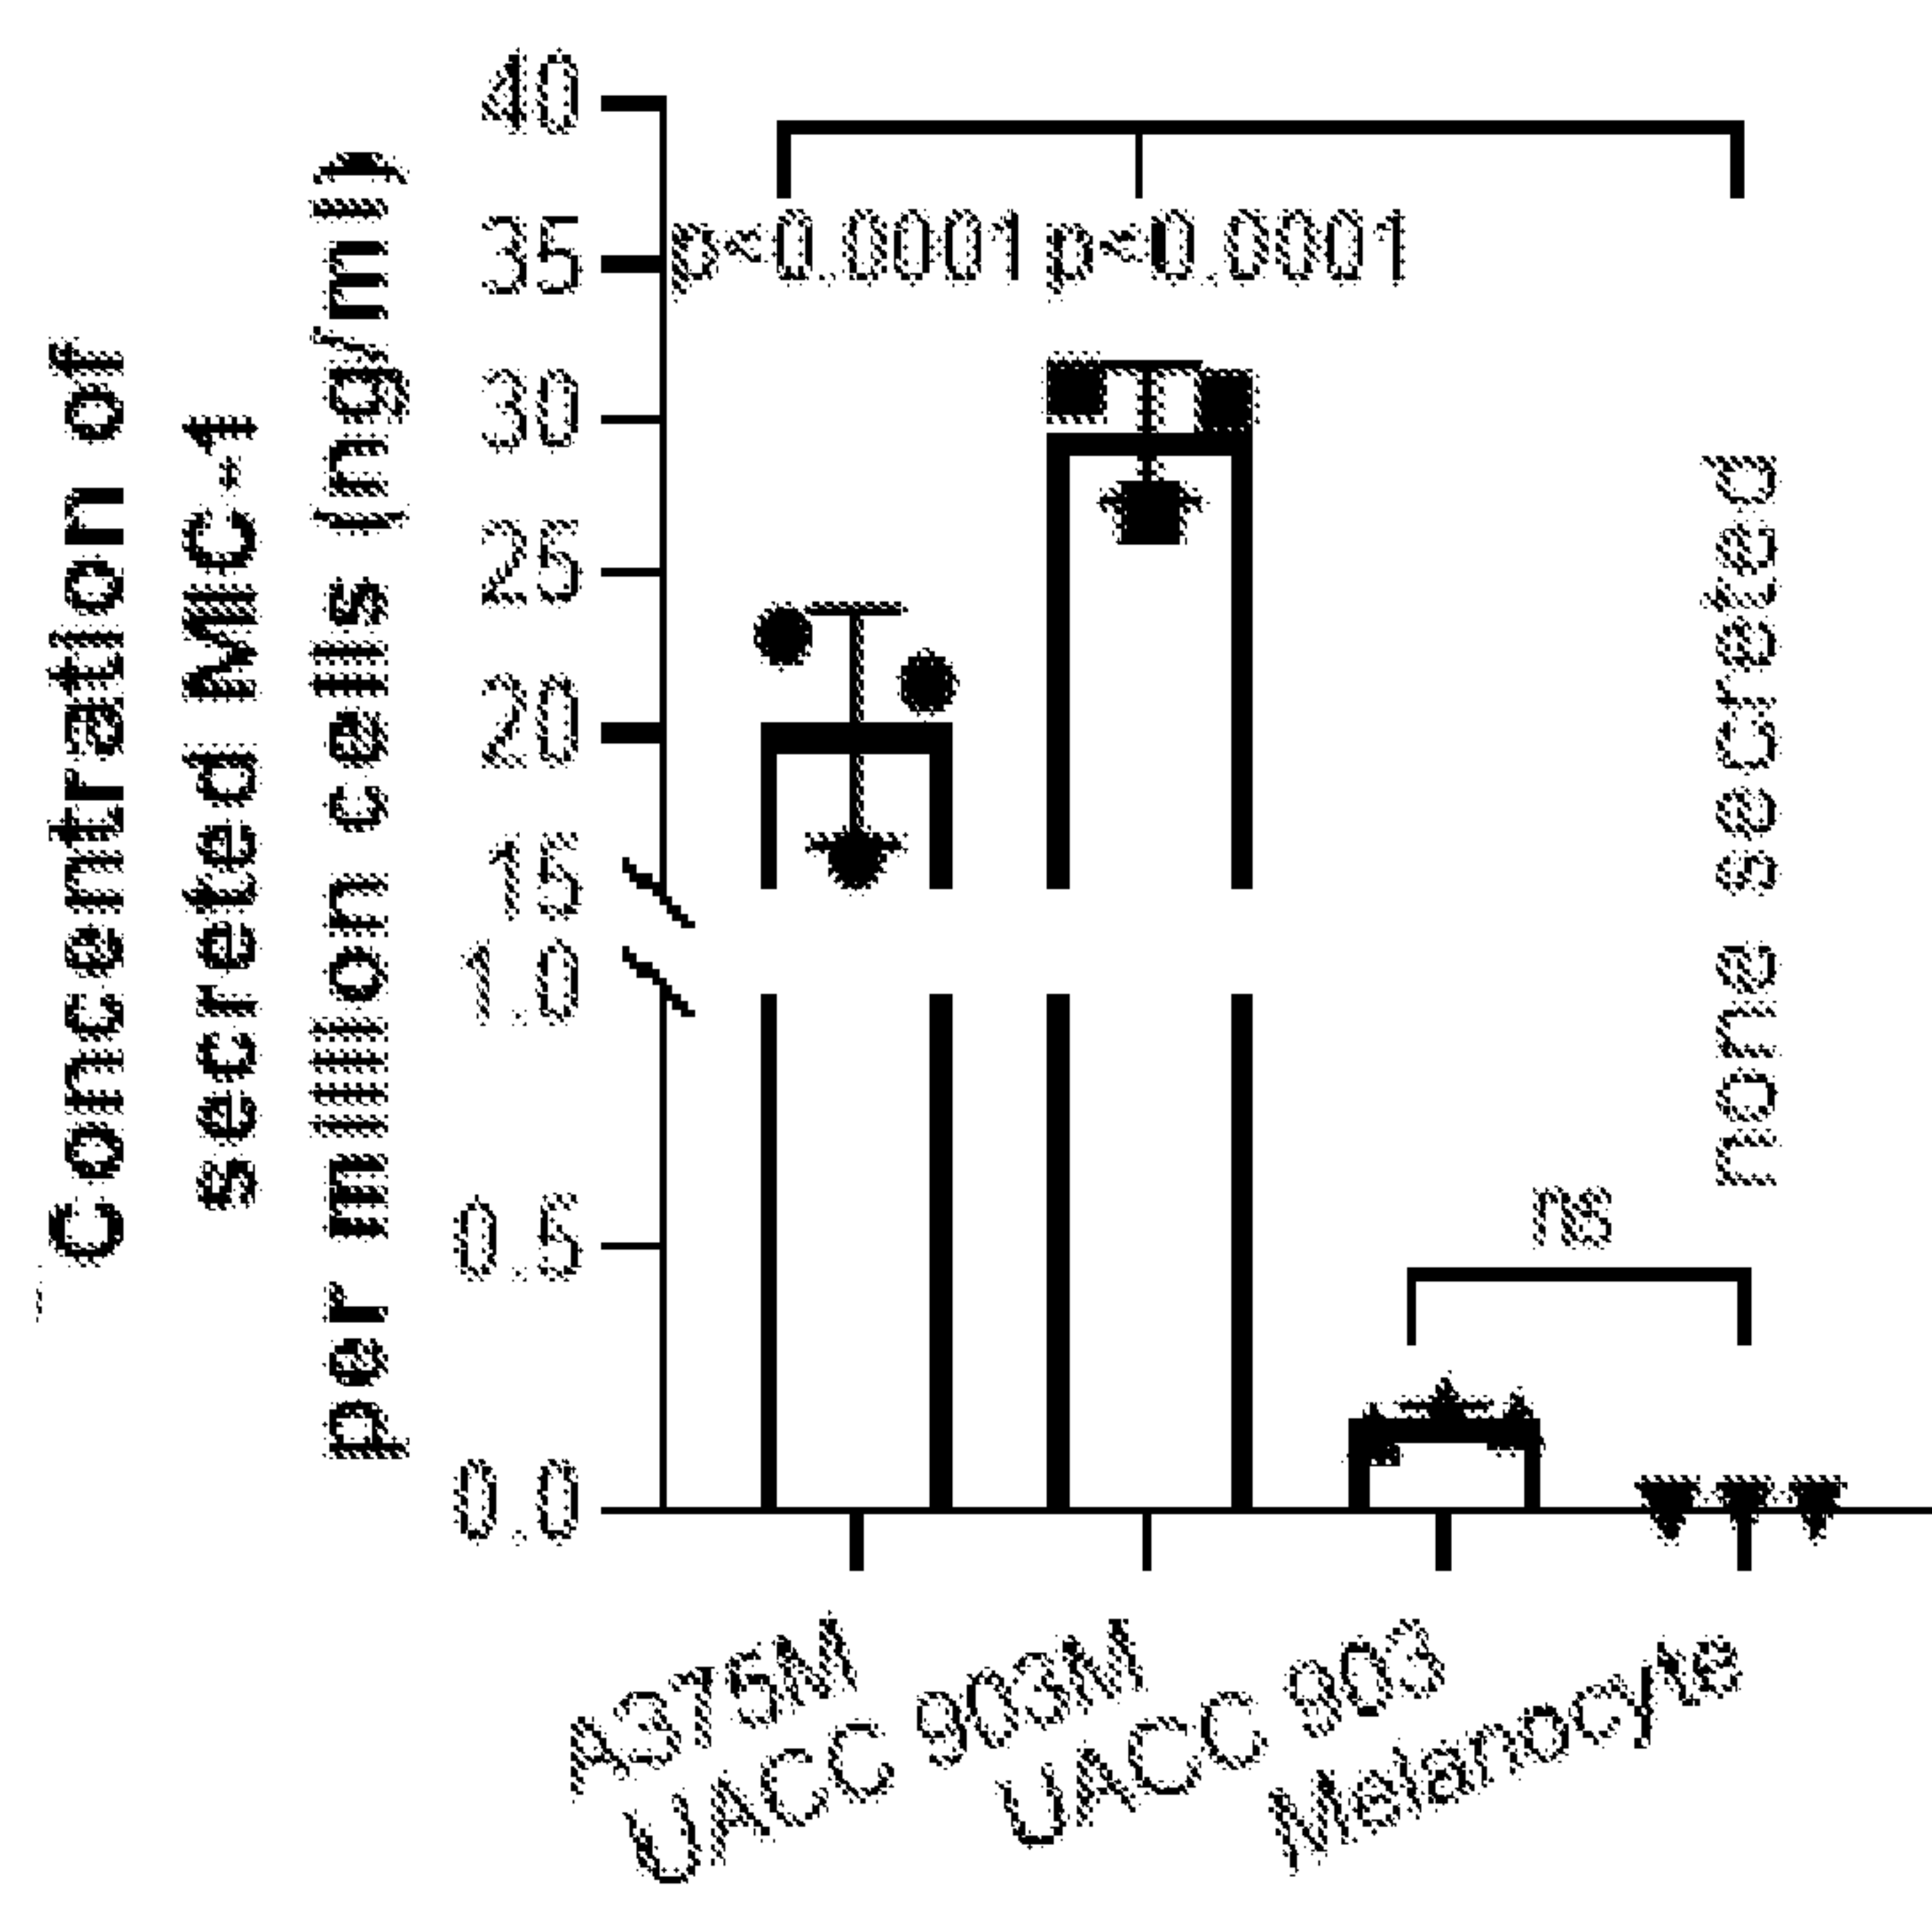 Concentration of
secreted MIC-1
per million cells (ng/ml)
40
35
30
25
20
15
1.0
0.5
0.0
p<0.0001 p<0.0001
none secreted
ns
A375M
UACC 903M
UACC 903
Melanocyte